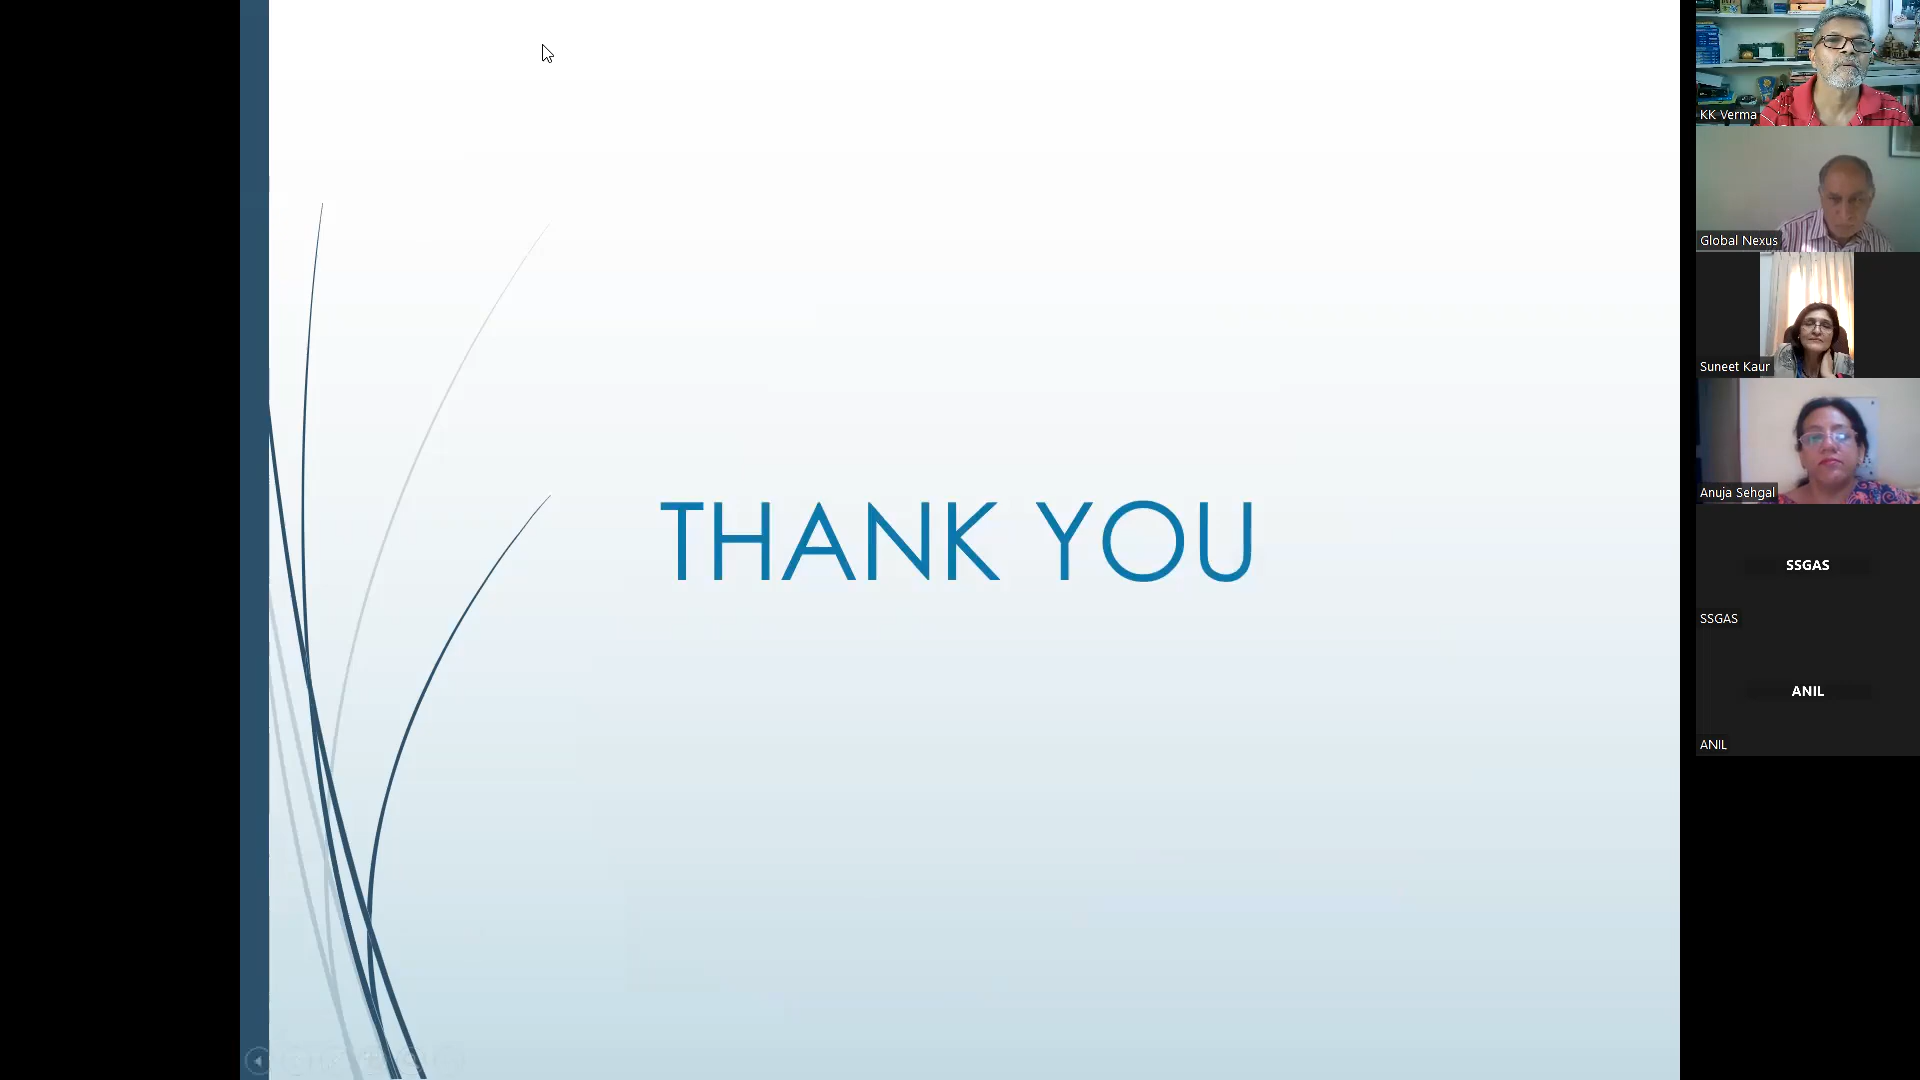 THANK YOU
KK Verma
Global Nexus
Suneet Kaur
Anuja Sehgal
SSGAS
SSGAS
ANIL
ANIL